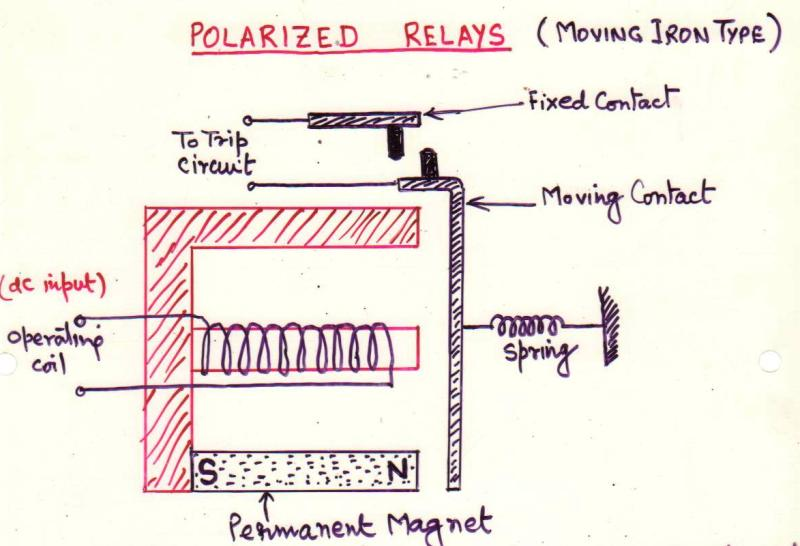 POLARIZED RELAYS (MOVING IRON TYPE)
Fixed Contact
To Trip
Circuit
Moving Contact
(dc input)
Operating
coil
Spring
S N
Permanent Magnet